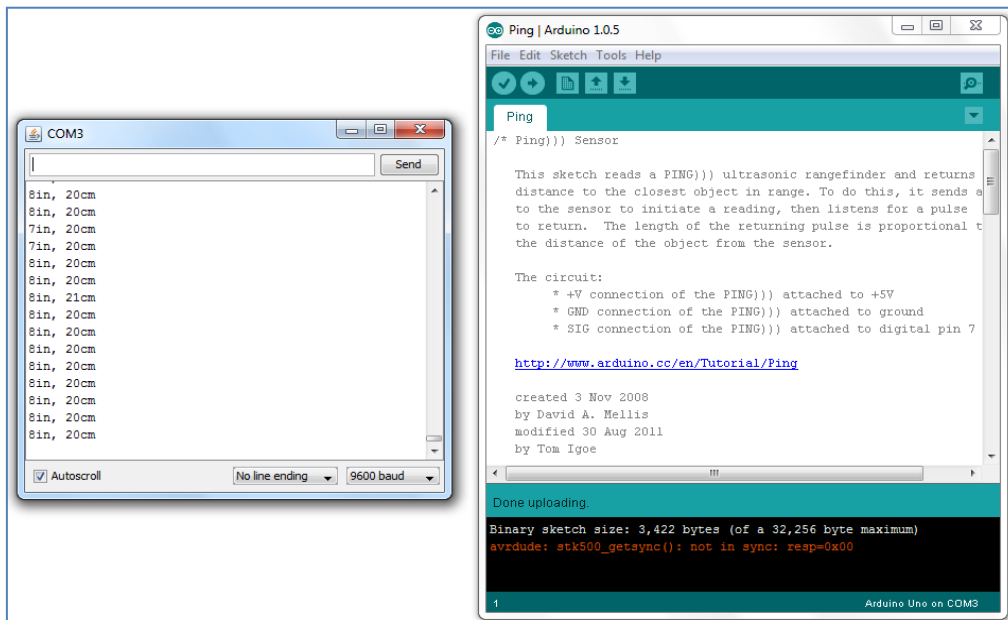 COM3
Send
8in, 20cm
8in, 20cm
7in, 20cm
7in, 20cm
8in, 20cm
8in, 20cm
8in, 21cm
8in, 20cm
8in, 20cm
8in, 20cm
8in, 20cm
8in, 20cm
8in, 20cm
8in, 20cm
8in, 20cm
Autoscroll
No line ending
9600 baud
Ping | Arduino 1.0.5
File Edit Sketch Tools Help
Ping
/* Ping))) Sensor
This sketch reads a PING))) ultrasonic rangefinder and returns
distance to the closest object in range. To do this, it sends a
to the sensor to initiate a reading, then listens for a pulse
to return.  The length of the returning pulse is proportional t
the distance of the object from the sensor.
The circuit:
* +V connection of the PING))) attached to +5V
* GND connection of the PING))) attached to ground
* SIG connection of the PING))) attached to digital pin 7
http://www.arduino.cc/en/Tutorial/Ping
created 3 Nov 2008
by David A. Mellis
modified 30 Aug 2011
by Tom Igoe
Done uploading.
Binary sketch size: 3,422 bytes (of a 32,256 byte maximum)
avrdude: stk500_getsync(): not in sync: resp=0x00
1
Arduino Uno on COM3